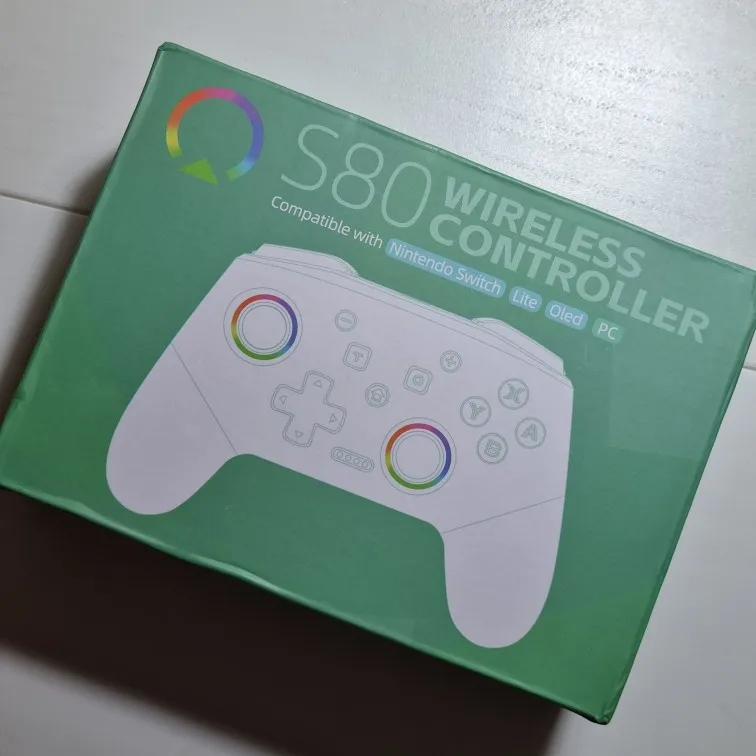 S80 WIRELESS
CONTROLLER
Compatible with Nintendo Switch Lite Oled PC
T
X
Y
A
B